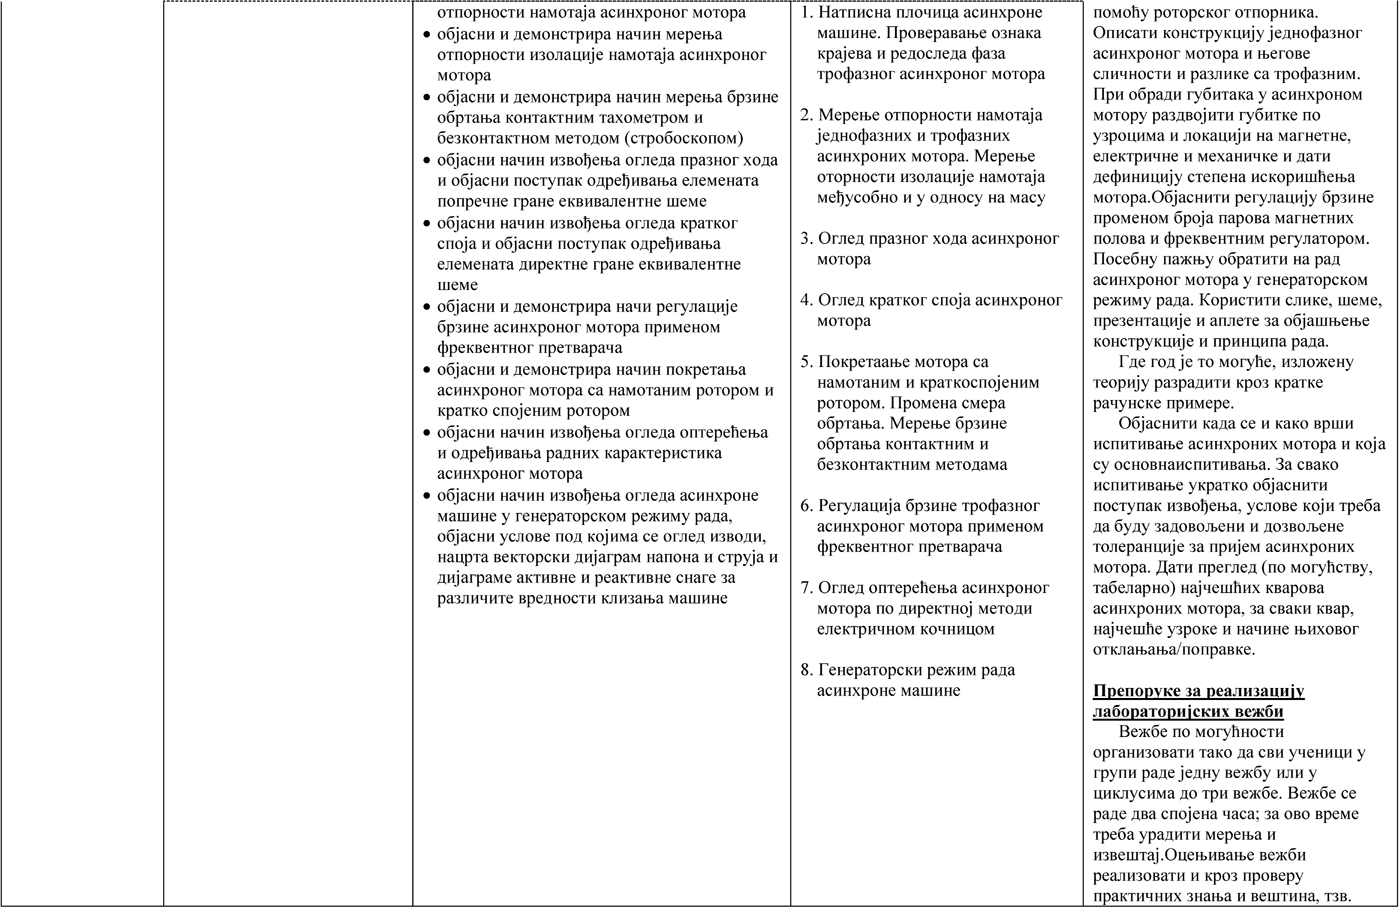 отпорности намотаја асинхроног мотора
• објасни и демонстрира начин мерења
отпорности изолације намотаја асинхроног
мотора
• објасни и демонстрира начин мерења брзине
обртања контактним тахометром и
безконтактном методом (стробоскопом)
• објасни начин извођења огледа празног хода
и објасни поступак одређивања елемената
попречне гране еквивалентне шеме
• објасни начин извођења огледа кратког
споја и објасни поступак одређивања
елемената директне гране еквивалентне
шеме
• објасни и демонстрира начи регулације
брзине асинхроног мотора применом
фреквентног претварача
• објасни и демонстрира начин покретања
асинхроног мотора са намотаним ротором и
кратко спојеним ротором
• објасни начин извођења огледа оптерећења
и одређивања радних карактеристика
асинхроног мотора
• објасни начин извођења огледа асинхроне
машине у генераторском режиму рада,
објасни услове под којима се оглед изводи,
нацрта векторски дијаграм напона и струја и
дијаграме активне и реактивне снаге за
различите вредности клизања машине
1. Натписна плочица асинхроне
машине. Проверавање ознака
крајева и редоследа фаза
трофазног асинхроног мотора
2. Мерење отпорности намотаја
једнофазних и трофазних
асинхроних мотора. Мерење
оторности изолације намотаја
међусобно и у односу на масу
3. Оглед празног хода асинхроног
мотора
4. Оглед кратког споја асинхроног
мотора
5. Покретаање мотора са
намотаним и краткоспојеним
ротором. Промена смера
обртања. Мерење брзине
обртања контактним и
безконтактним методама
6. Регулација брзине трофазног
асинхроног мотора применом
фреквентног претварача
7. Оглед оптерећења асинхроног
мотора по директној методи
електричном кочницом
8. Генераторски режим рада
асинхроне машине
помоћу роторског отпорника.
Описати конструкцију једнофазног
асинхроног мотора и његове
сличности и разлике са трофазним.
При обради губитака у асинхроном
мотору раздвојити губитке по
узроцима и локацији на магнетне,
електричне и механичке и дати
дефиницију степена искоришћења
мотора.Објаснити регулацију брзине
променом броја парова магнетних
полова и фреквентним регулатором.
Посебну пажњу обратити на рад
асинхроног мотора у генераторском
режиму рада. Користити слике, шеме,
презентације и аплете за објашњење
конструкције и принципа рада.
Где год је то могуће, изложену
теорију разрадити кроз кратке
рачунске примере.
Објаснити када се и како врши
испитивање асинхроних мотора и која
су основнаиспитивања. За свако
испитивање укратко објаснити
поступак извођења, услове који треба
да буду задовољени и дозвољене
толеранције за пријем асинхроних
мотора. Дати преглед (по могућству,
табеларно) најчешћих кварова
асинхроних мотора, за сваки квар,
најчешће узроке и начине њиховог
отклањања/поправке.
Препоруке за реализацију
лабораторијских вежби
Вежбе по могућности
организовати тако да сви ученици у
групи раде једну вежбу или у
циклусима до три вежбе. Вежбе се
раде два спојена часа; за ово време
треба урадити мерења и
извештај.Оцењивање вежби
реализовати и кроз проверу
практичних знања и вештина, тзв.